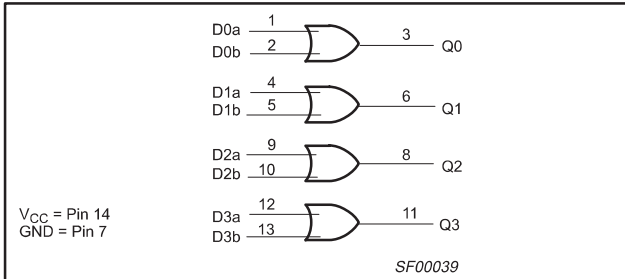 D0a 1
D0b 2
3 Q0
D1a 4
D1b 5
6 Q1
D2a 9
D2b 10
8 Q2
D3a 12
D3b 13
11 Q3
VCC = Pin 14
GND = Pin 7
SF00039